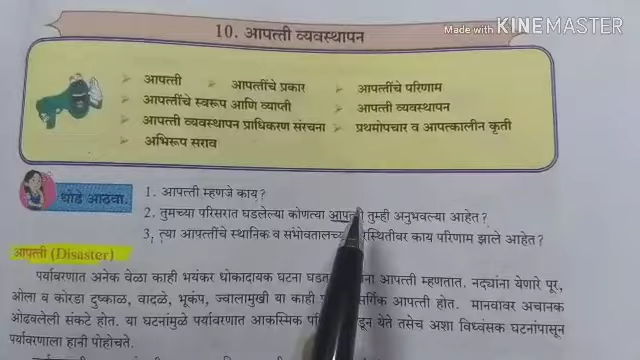 Made with KINEMASTER
10. आपत्ती व्यवस्थापन
आपत्ती आपत्तींचे प्रकार आपत्तींचे परिणाम
आपत्तींचे स्वरूप आणि व्याप्ती आपत्ती व्यवस्थापन
आपत्ती व्यवस्थापन प्राधिकरण संरचना प्रथमोपचार व आपत्कालीन कृती
अभिरूप सराव
थोडे आठवा.
1. आपत्ती म्हणजे काय?
2. तुमच्या परिसरात घडलेल्या कोणत्या आपत्ती तुम्ही अनुभवल्या आहेत?
3. त्या आपत्तींचे स्थानिक व सभोवतालच्या परिस्थितीवर काय परिणाम झाले आहेत?
आपत्ती (Disaster)
पर्यावरणात अनेक वेळा काही भयंकर धोकादायक घटना घडतात आपत्ती म्हणतात. नद्यांना येणारे पूर,
ओला व कोरडा दुष्काळ, वादळे, भूकंप, ज्वालामुखी या काही आपत्ती होत. मानवावर अचानक
ओढवलेली संकटे होत. या घटनांमुळे पर्यावरणात आकस्मिक येते तसेच अशा विध्वंसक घटनांपासून
पर्यावरणाला हानी पोहोचते.